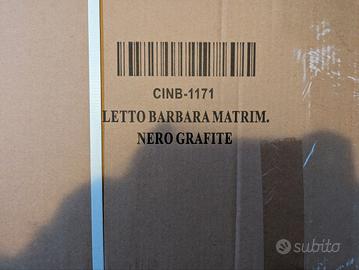 CINB-1171
LETTO BARBARA MATRIM.
NERO GRAFITE
subito